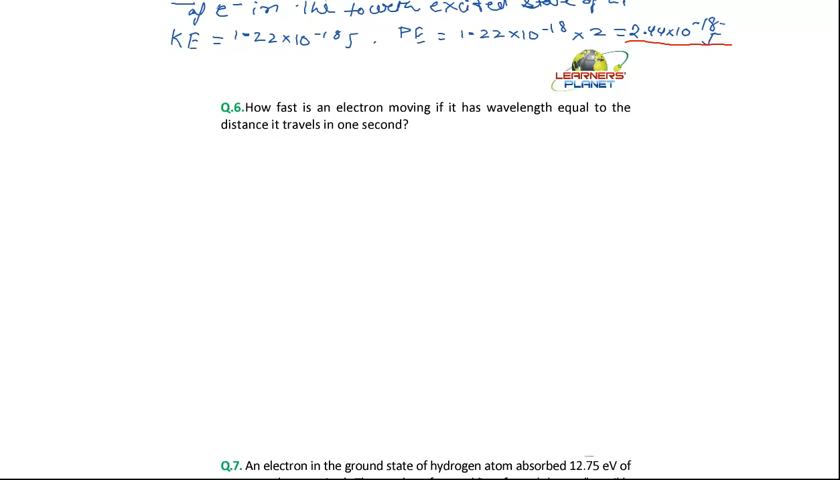 of e⁻ in the fourth excited state of
KE = 1.22×10⁻¹⁸J . PE = 1.22×10⁻¹⁸ × 2 = 2.44×10⁻¹⁸ J
LEARNERS'
PLANET
Q.6.How fast is an electron moving if it has wavelength equal to the
distance it travels in one second?
Q.7. An electron in the ground state of hydrogen atom absorbed 12.75 eV of